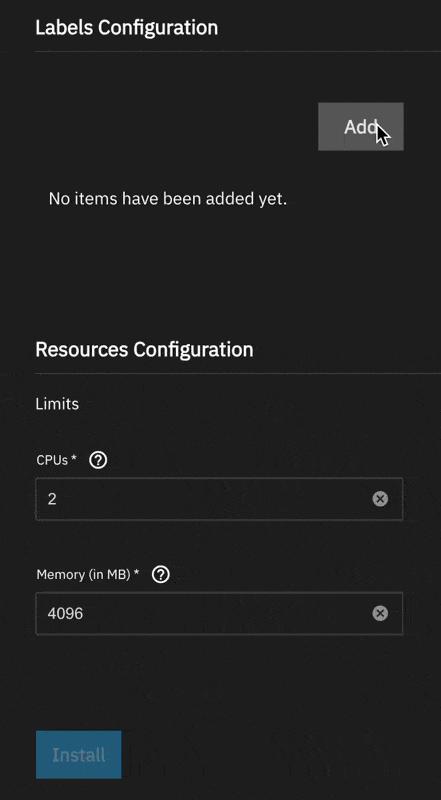 Labels Configuration
Add
No items have been added yet.
Resources Configuration
Limits
CPUs *
2
Memory (in MB) *
4096
Install